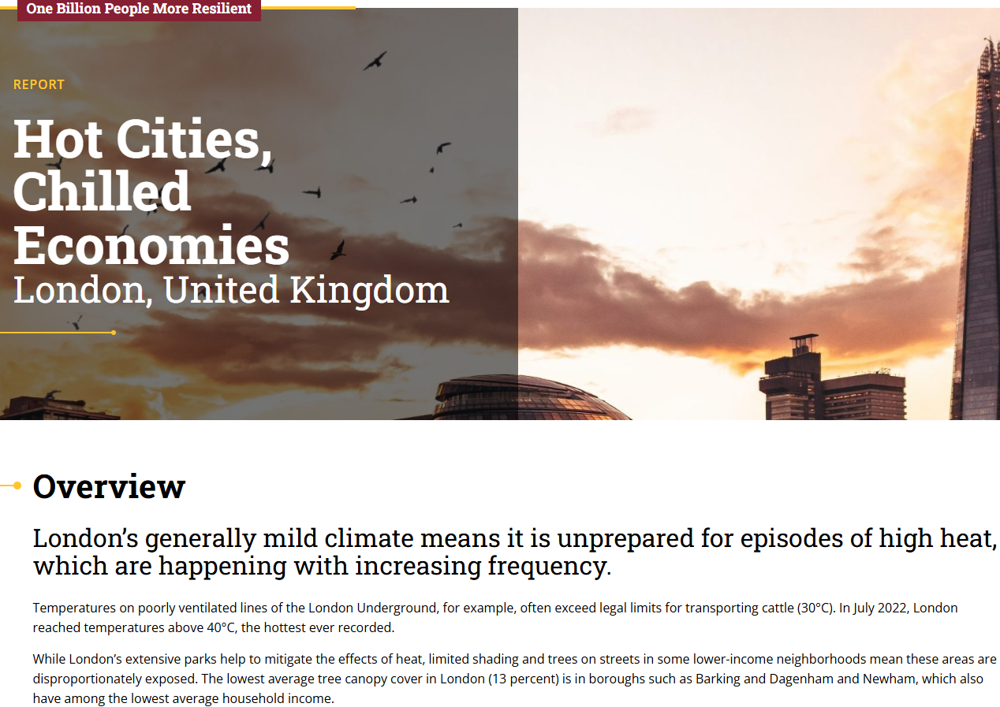 One Billion People More Resilient
REPORT
Hot Cities,
Chilled
Economies
London, United Kingdom
Overview
London’s generally mild climate means it is unprepared for episodes of high heat,
which are happening with increasing frequency.
Temperatures on poorly ventilated lines of the London Underground, for example, often exceed legal limits for transporting cattle (30°C). In July 2022, London
reached temperatures above 40°C, the hottest ever recorded.
While London’s extensive parks help to mitigate the effects of heat, limited shading and trees on streets in some lower-income neighborhoods mean these areas are
disproportionately exposed. The lowest average tree canopy cover in London (13 percent) is in boroughs such as Barking and Dagenham and Newham, which also
have among the lowest average household income.